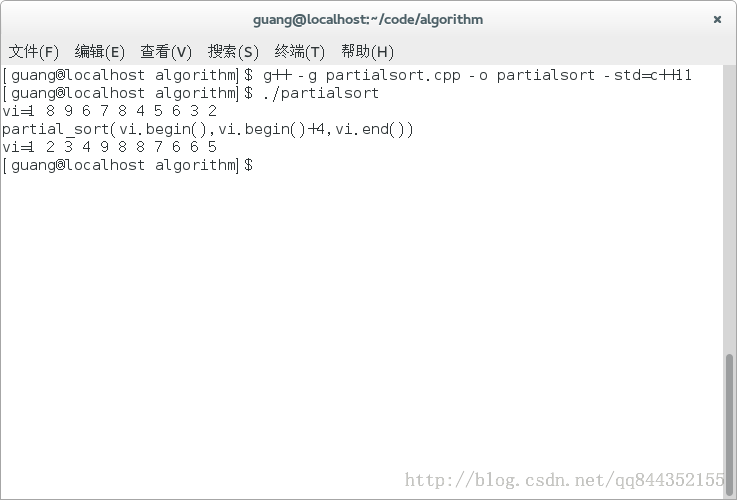 guang@localhost:~/code/algorithm ×
文件(F) 编辑(E) 查看(V) 搜索(S) 终端(T) 帮助(H)
[guang@localhost algorithm]$ g++ -g partialsort.cpp -o partialsort -std=c++11
[guang@localhost algorithm]$ ./partialsort
vi=1 8 9 6 7 8 4 5 6 3 2
partial_sort(vi.begin(),vi.begin()+4,vi.end())
vi=1 2 3 4 9 8 8 7 6 6 5
[guang@localhost algorithm]$
http://blog.csdn.net/qq844352155